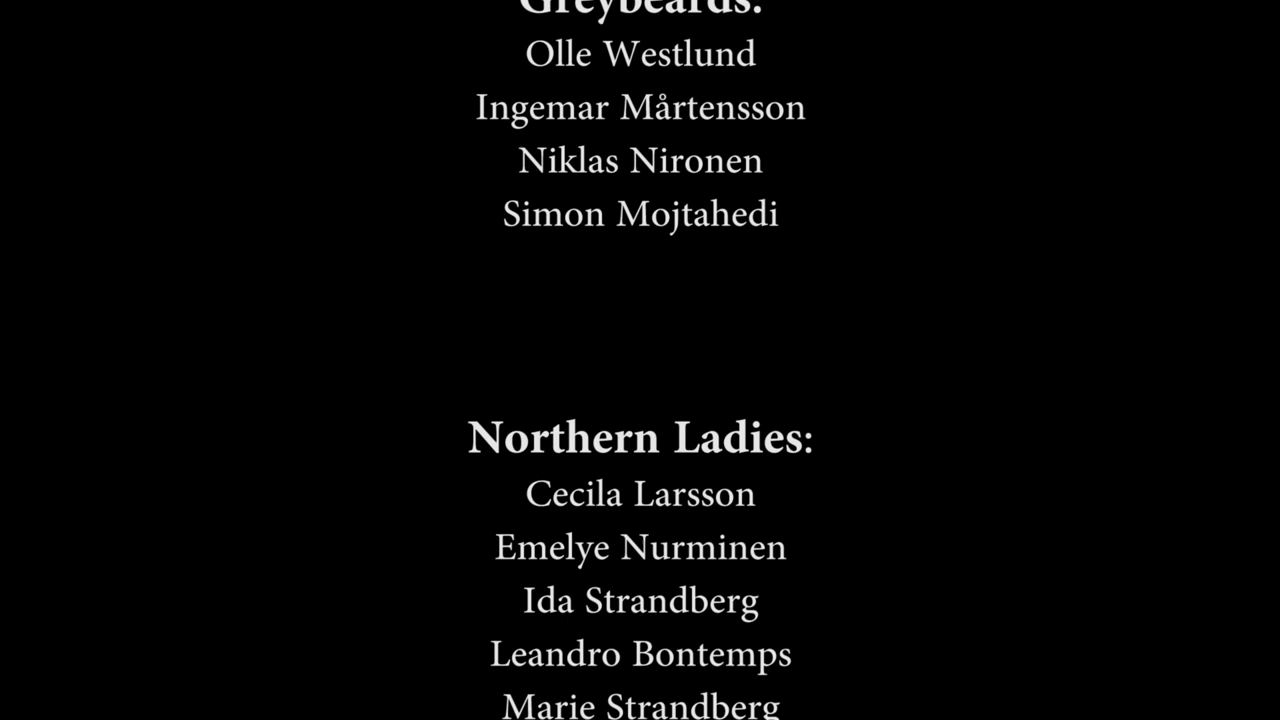 Greybeards:
Olle Westlund
Ingemar Mårtensson
Niklas Nironen
Simon Mojtahedi
Northern Ladies:
Cecila Larsson
Emelye Nurminen
Ida Strandberg
Leandro Bontemps
Marie Strandberg